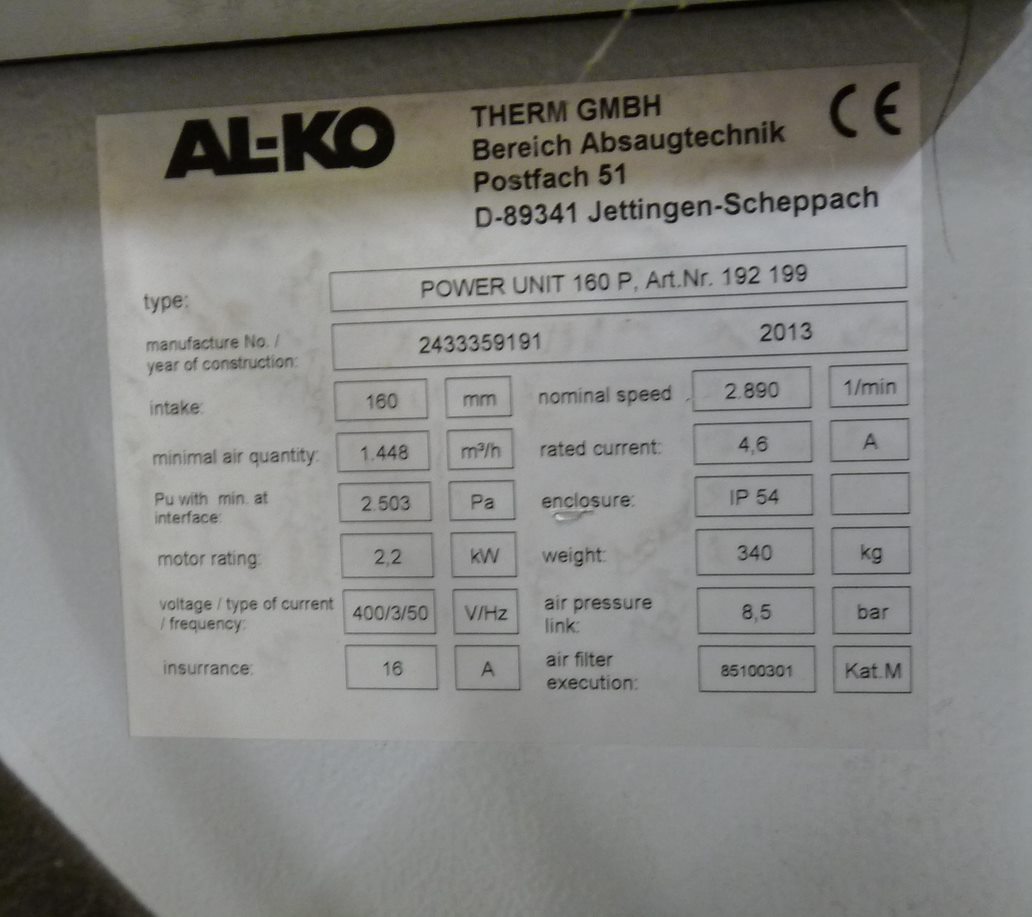 AL-KO
THERM GMBH
Bereich Absaugtechnik
Postfach 51
D-89341 Jettingen-Scheppach
CE
type: POWER UNIT 160 P, Art.Nr. 192 199
manufacture No. /
year of construction: 2433359191 2013
intake: 160 mm nominal speed 2.890 1/min
minimal air quantity: 1.448 m³/h rated current: 4,6 A
Pu with min. at
interface: 2.503 Pa enclosure: IP 54
motor rating: 2,2 kW weight: 340 kg
voltage / type of current
/ frequency: 400/3/50 V/Hz air pressure
link: 8,5 bar
insurrance: 16 A air filter
execution: 85100301 Kat.M